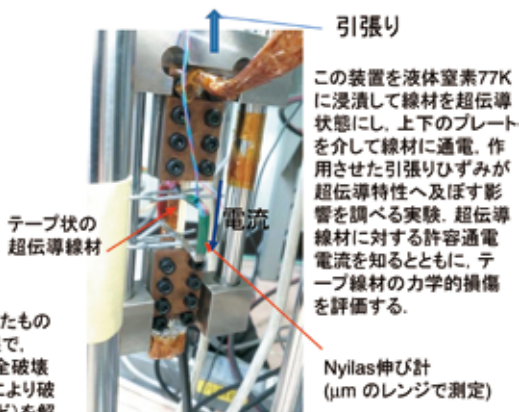 引張り
この装置を液体窒素77K
に浸漬して線材を超伝導
状態にし，上下のプレート
を介して線材に通電．作
用させた引張りひずみが
超伝導特性へ及ぼす影
響を調べる実験．超伝導
線材に対する許容通電
電流を知るとともに，テ
ープ線材の力学的損傷
を評価する．
電流
テープ状の
超伝導線材
たもの
で，
全破壊
により破
ど)を解
Nyilas伸び計
(μm のレンジで測定)